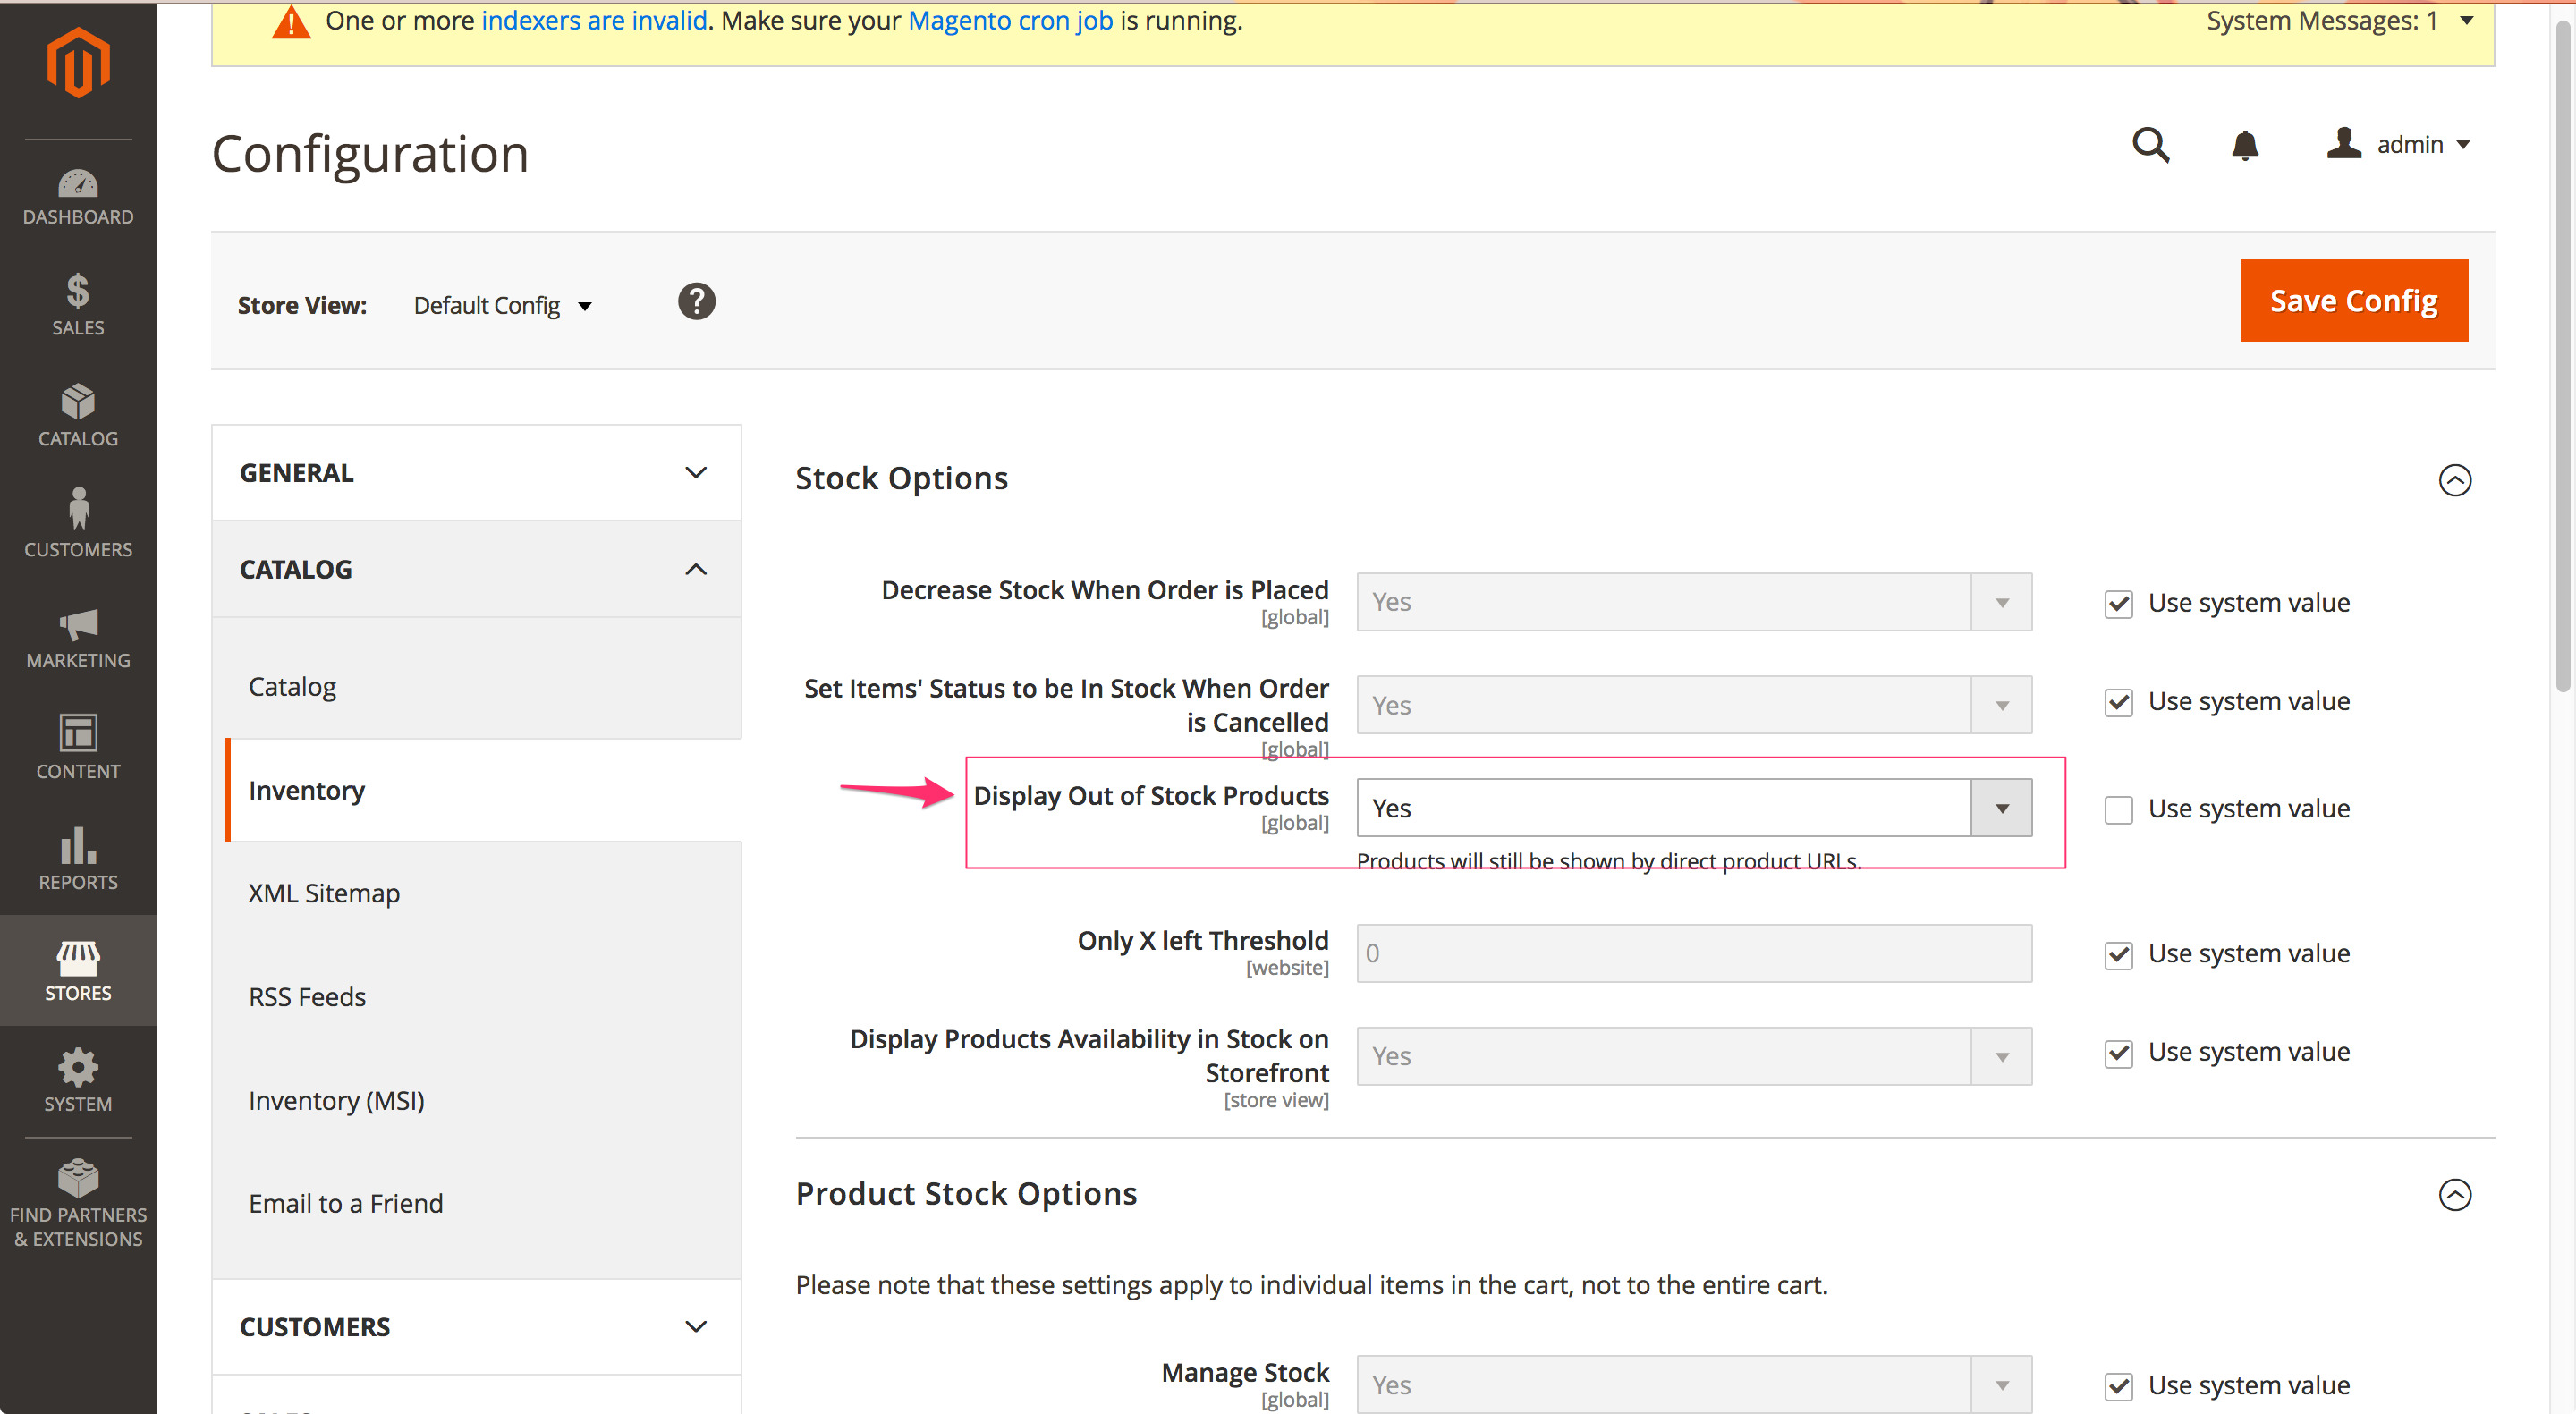 One or more indexers are invalid. Make sure your Magento cron job is running.
System Messages: 1
Configuration
admin
DASHBOARD
SALES
CATALOG
CUSTOMERS
MARKETING
CONTENT
REPORTS
STORES
SYSTEM
FIND PARTNERS
& EXTENSIONS
Store View:
Default Config
?
Save Config
GENERAL
CATALOG
Catalog
Inventory
XML Sitemap
RSS Feeds
Inventory (MSI)
Email to a Friend
CUSTOMERS
Stock Options
Decrease Stock When Order is Placed
[global]
Yes
Use system value
Set Items' Status to be In Stock When Order
is Cancelled
[global]
Yes
Use system value
Display Out of Stock Products
[global]
Yes
Use system value
Products will still be shown by direct product URLs.
Only X left Threshold
[website]
0
Use system value
Display Products Availability in Stock on
Storefront
[store view]
Yes
Use system value
Product Stock Options
Please note that these settings apply to individual items in the cart, not to the entire cart.
Manage Stock
[global]
Yes
Use system value